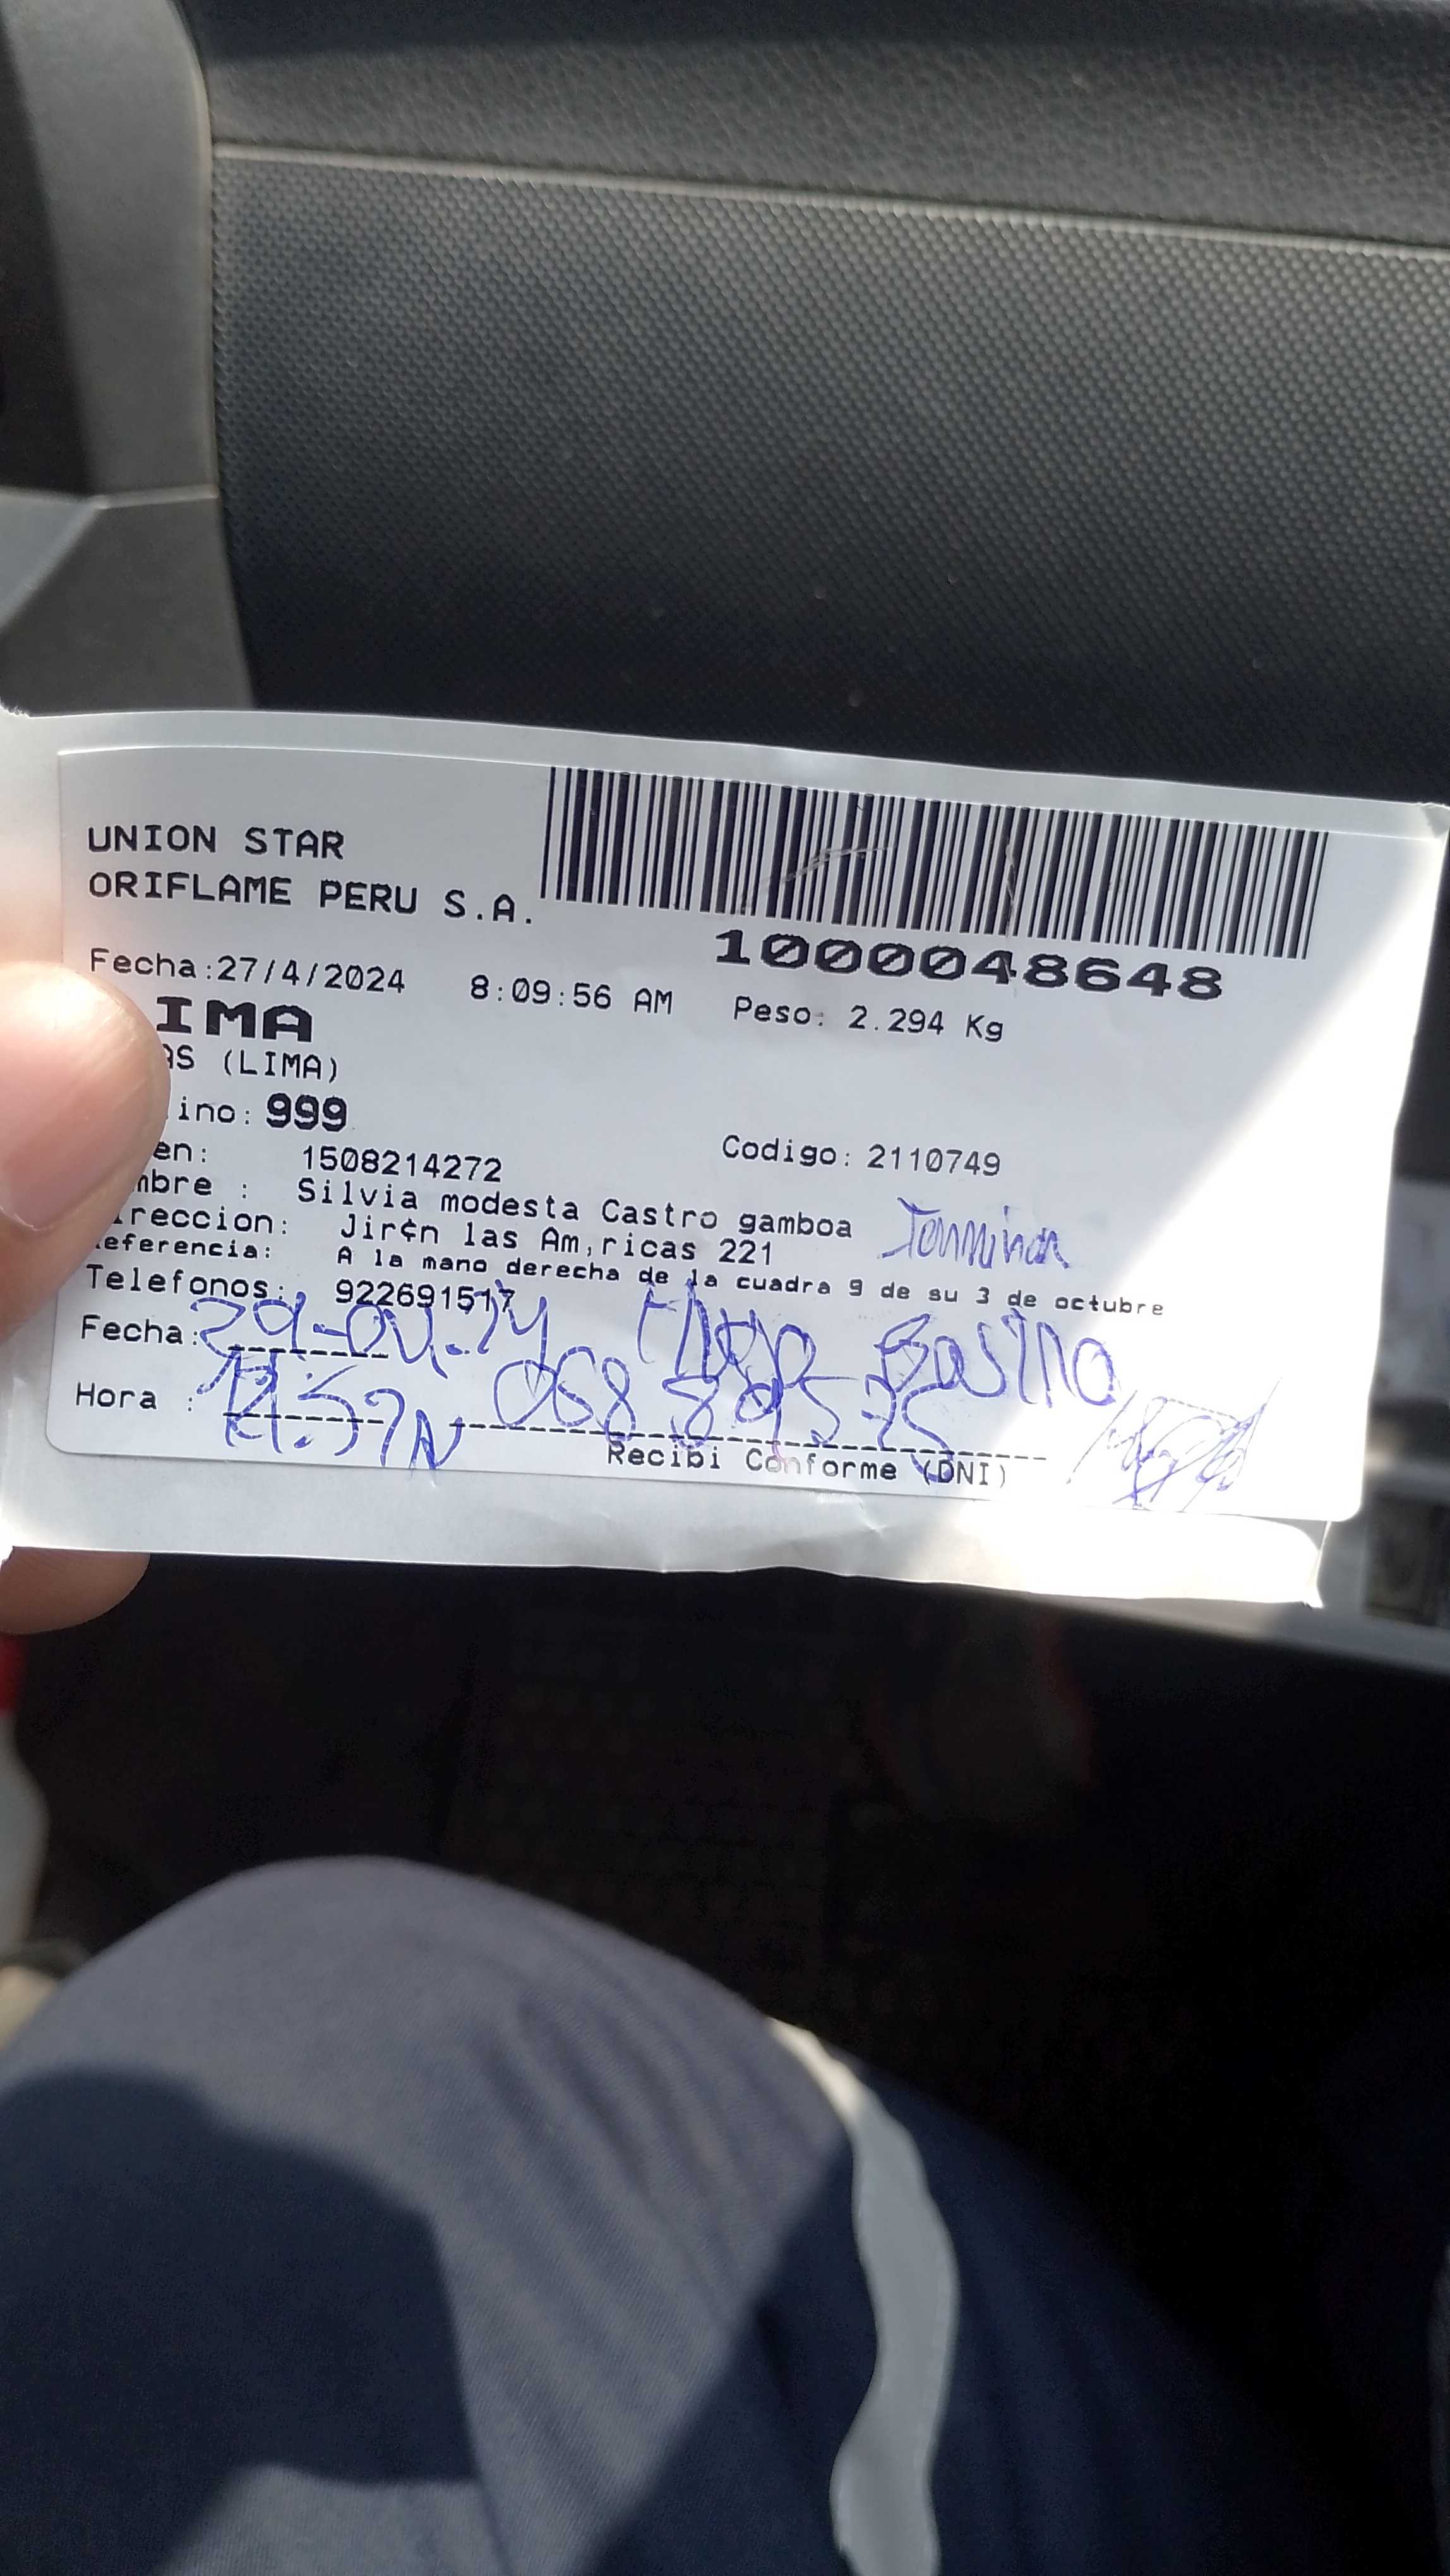 UNION STAR
ORIFLAME PERU S.A.
1000048648
Fecha:27/4/2024 8:09:56 AM Peso: 2.294 Kg
IMA
AS (LIMA)
ino: 999
en: 1508214272 Codigo: 2110749
mbre : Silvia modesta Castro gamboa
ireccion: Jir¢n las Am‚ricas 221
eferencia: A la mano derecha de la cuadra 9 de su 3 de octubre
Telefonos: 922691517
Fecha: 29-04-24
Hora :
Recibi Conforme (DNI)